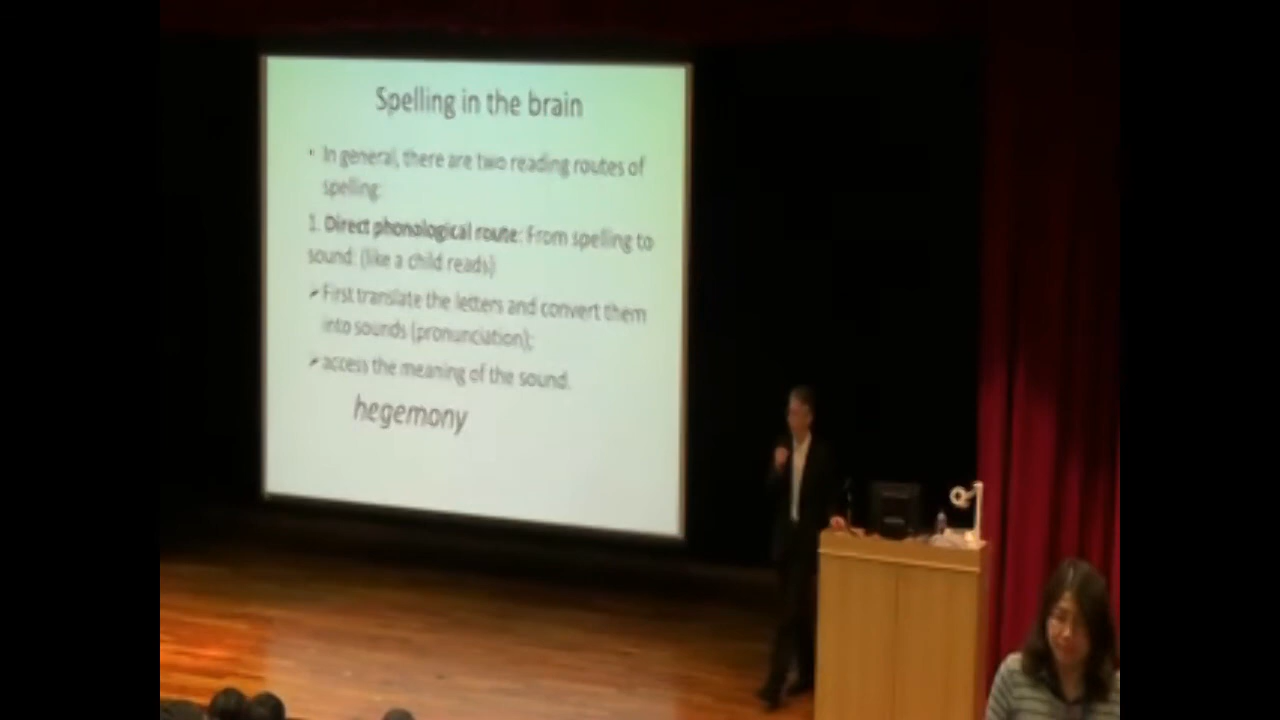 Spelling in the brain
• In general, there are two reading routes of
spelling:
1. Direct phonological route: From spelling to
sound: (like a child reads)
➢First translate the letters and convert them
into sounds (pronunciation);
➢access the meaning of the sound.
hegemony